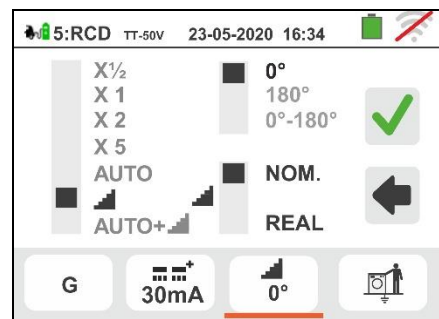 5:RCD TT-50V 23-05-2020 16:34
X½ 0°
X 1 180°
X 2 0°-180°
X 5
AUTO NOM.
AUTO+ REAL
G 30mA + 0°